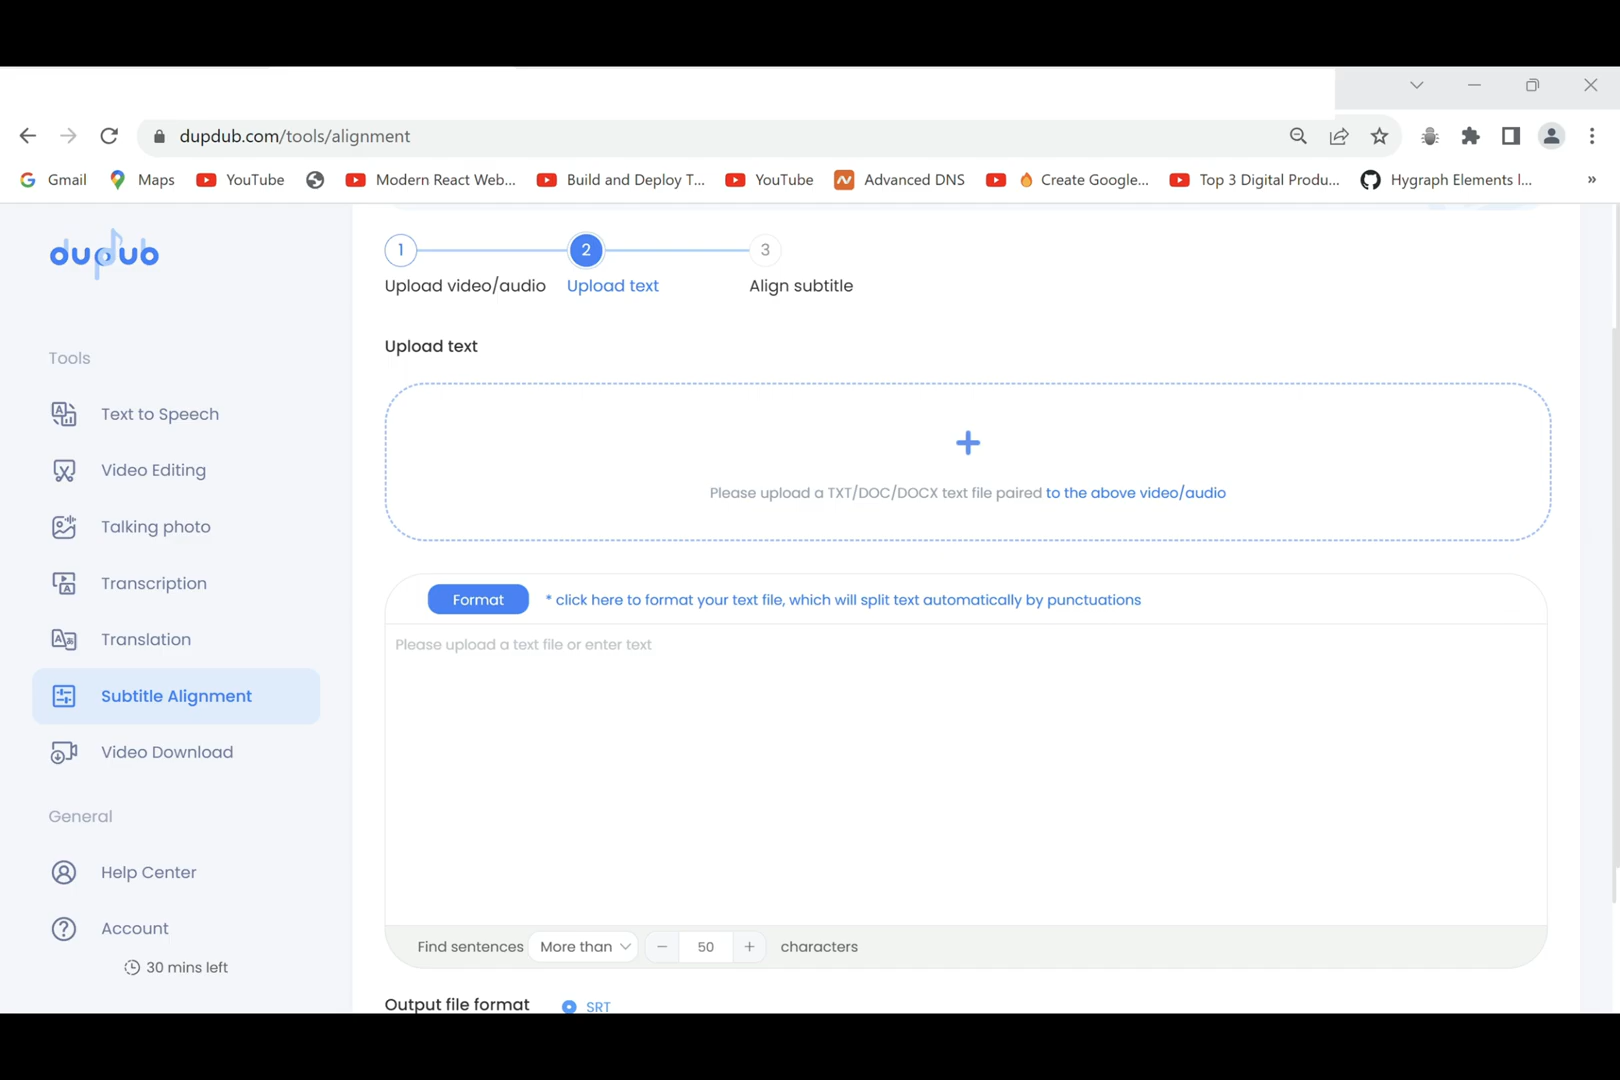 dupdub.com/tools/alignment
Gmail
Maps
YouTube
Modern React Web...
Build and Deploy T...
YouTube
Advanced DNS
Create Google...
Top 3 Digital Produ...
Hygraph Elements I...
»
dupdub
1
2
3
Upload video/audio
Upload text
Align subtitle
Upload text
Tools
Text to Speech
Video Editing
Talking photo
Transcription
Translation
Subtitle Alignment
Video Download
General
Help Center
Account
30 mins left
Please upload a TXT/DOC/DOCX text file paired to the above video/audio
Format
* click here to format your text file, which will split text automatically by punctuations
Please upload a text file or enter text
Find sentences More than 50 characters
Output file format SRT